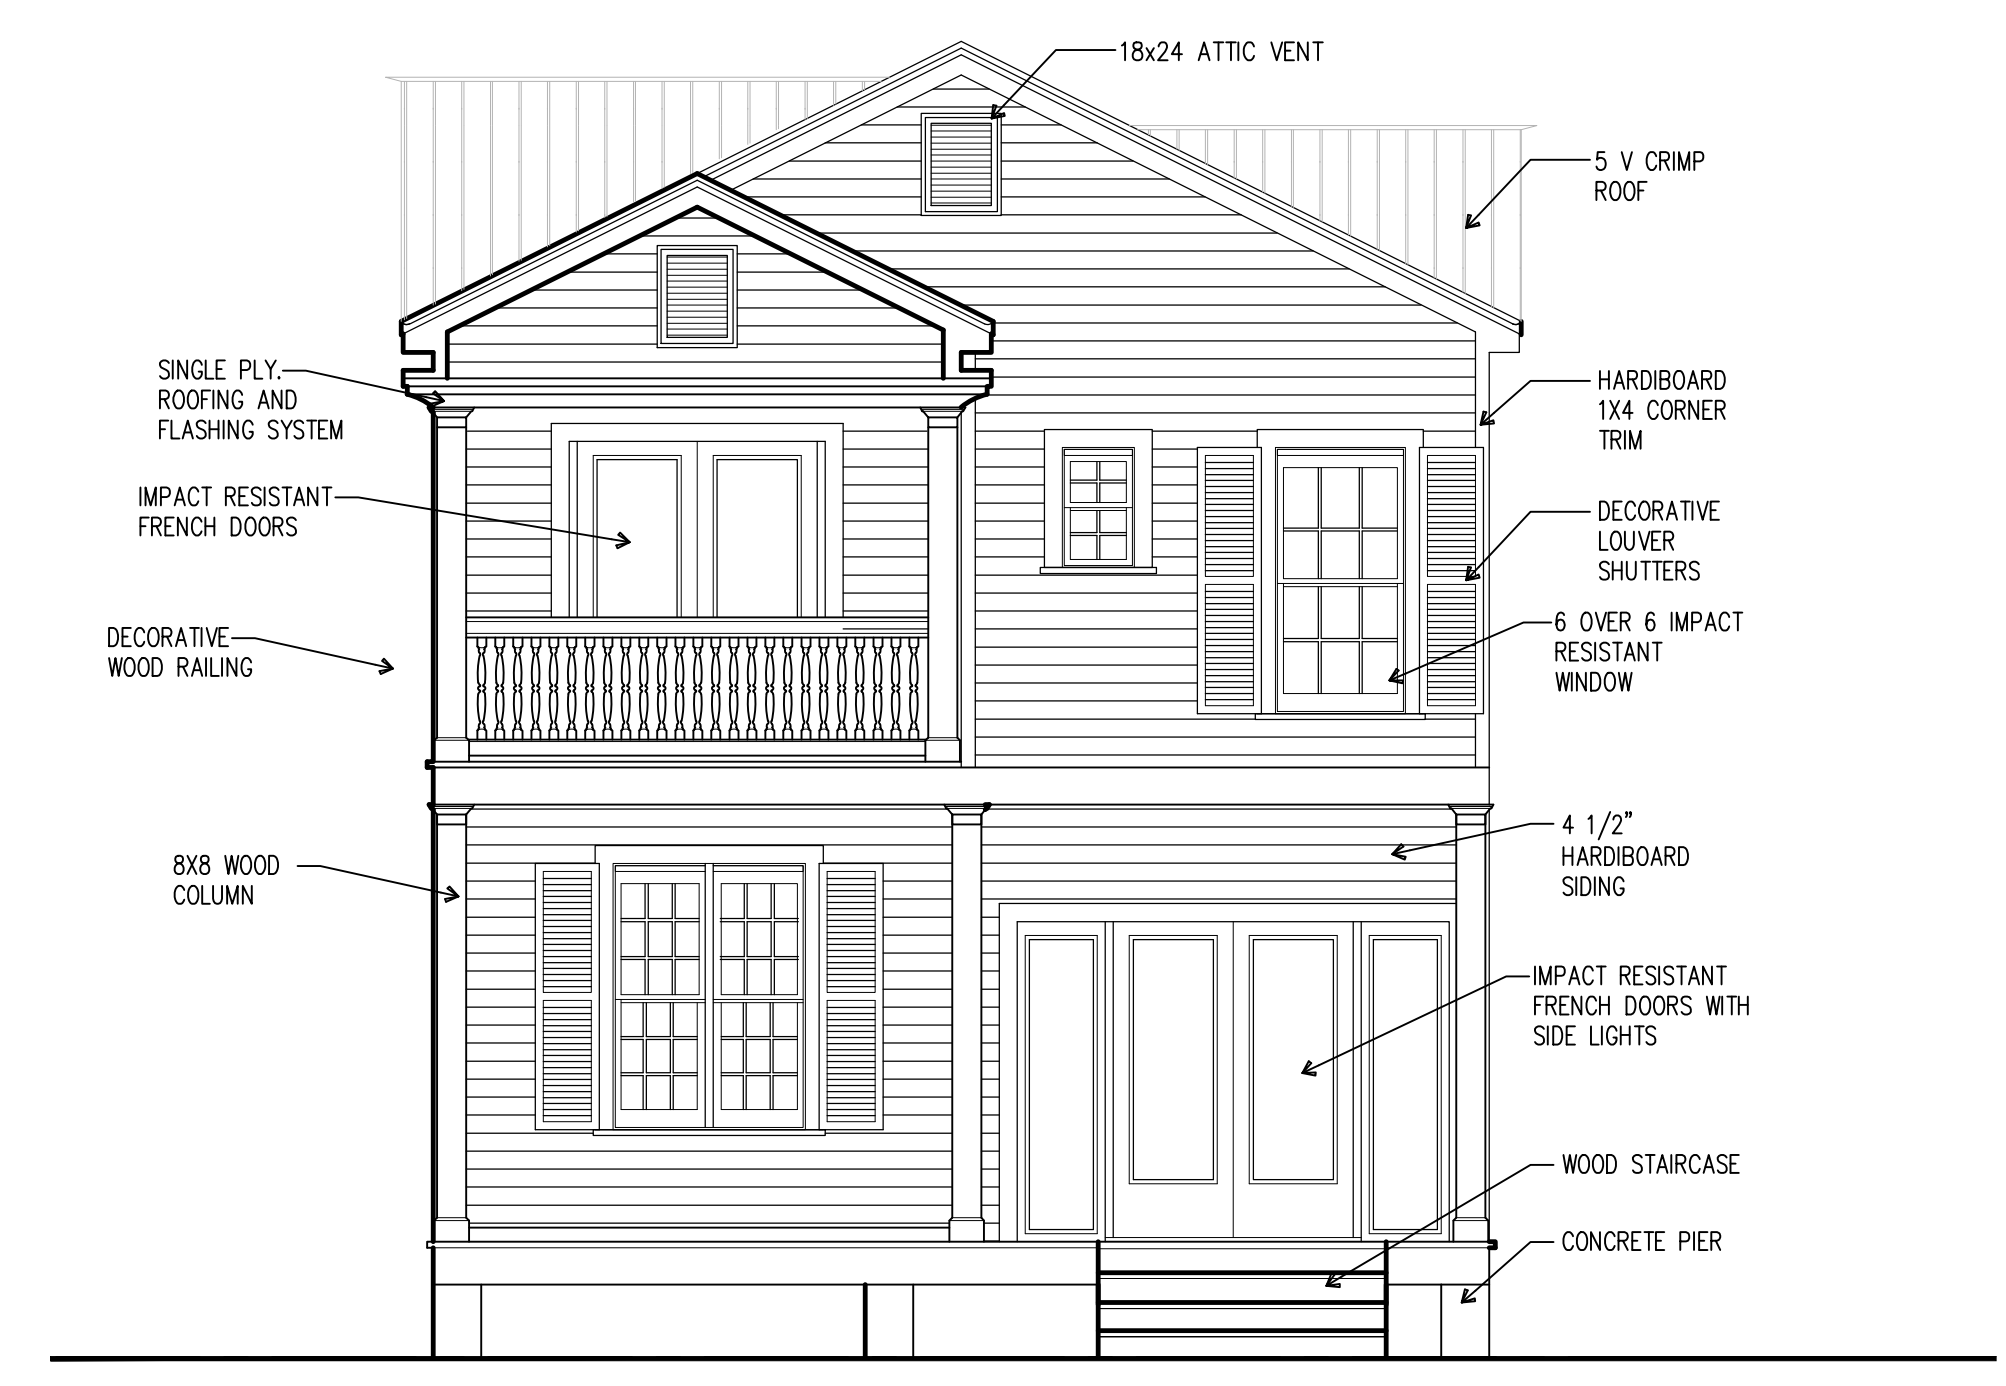 18x24 ATTIC VENT
5 V CRIMP
ROOF
SINGLE PLY.
ROOFING AND
FLASHING SYSTEM
HARDIBOARD
1X4 CORNER
TRIM
IMPACT RESISTANT
FRENCH DOORS
DECORATIVE
LOUVER
SHUTTERS
DECORATIVE
WOOD RAILING
6 OVER 6 IMPACT
RESISTANT
WINDOW
8X8 WOOD
COLUMN
4 1/2”
HARDIBOARD
SIDING
IMPACT RESISTANT
FRENCH DOORS WITH
SIDE LIGHTS
WOOD STAIRCASE
CONCRETE PIER